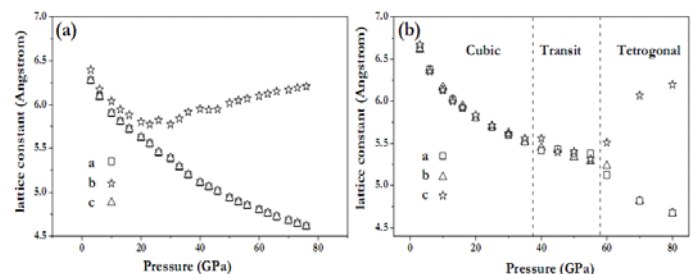 (a)
lattice constant (Angstrom)
7.0
6.5
6.0
5.5
5.0
4.5
a
b
c
0 20 40 60 80
Pressure (GPa)
(b)
Cubic Transit Tetrogonal
lattice constant (Angstrom)
7.0
6.5
6.0
5.5
5.0
4.5
a
b
c
0 20 40 60 80
Pressure (GPa)